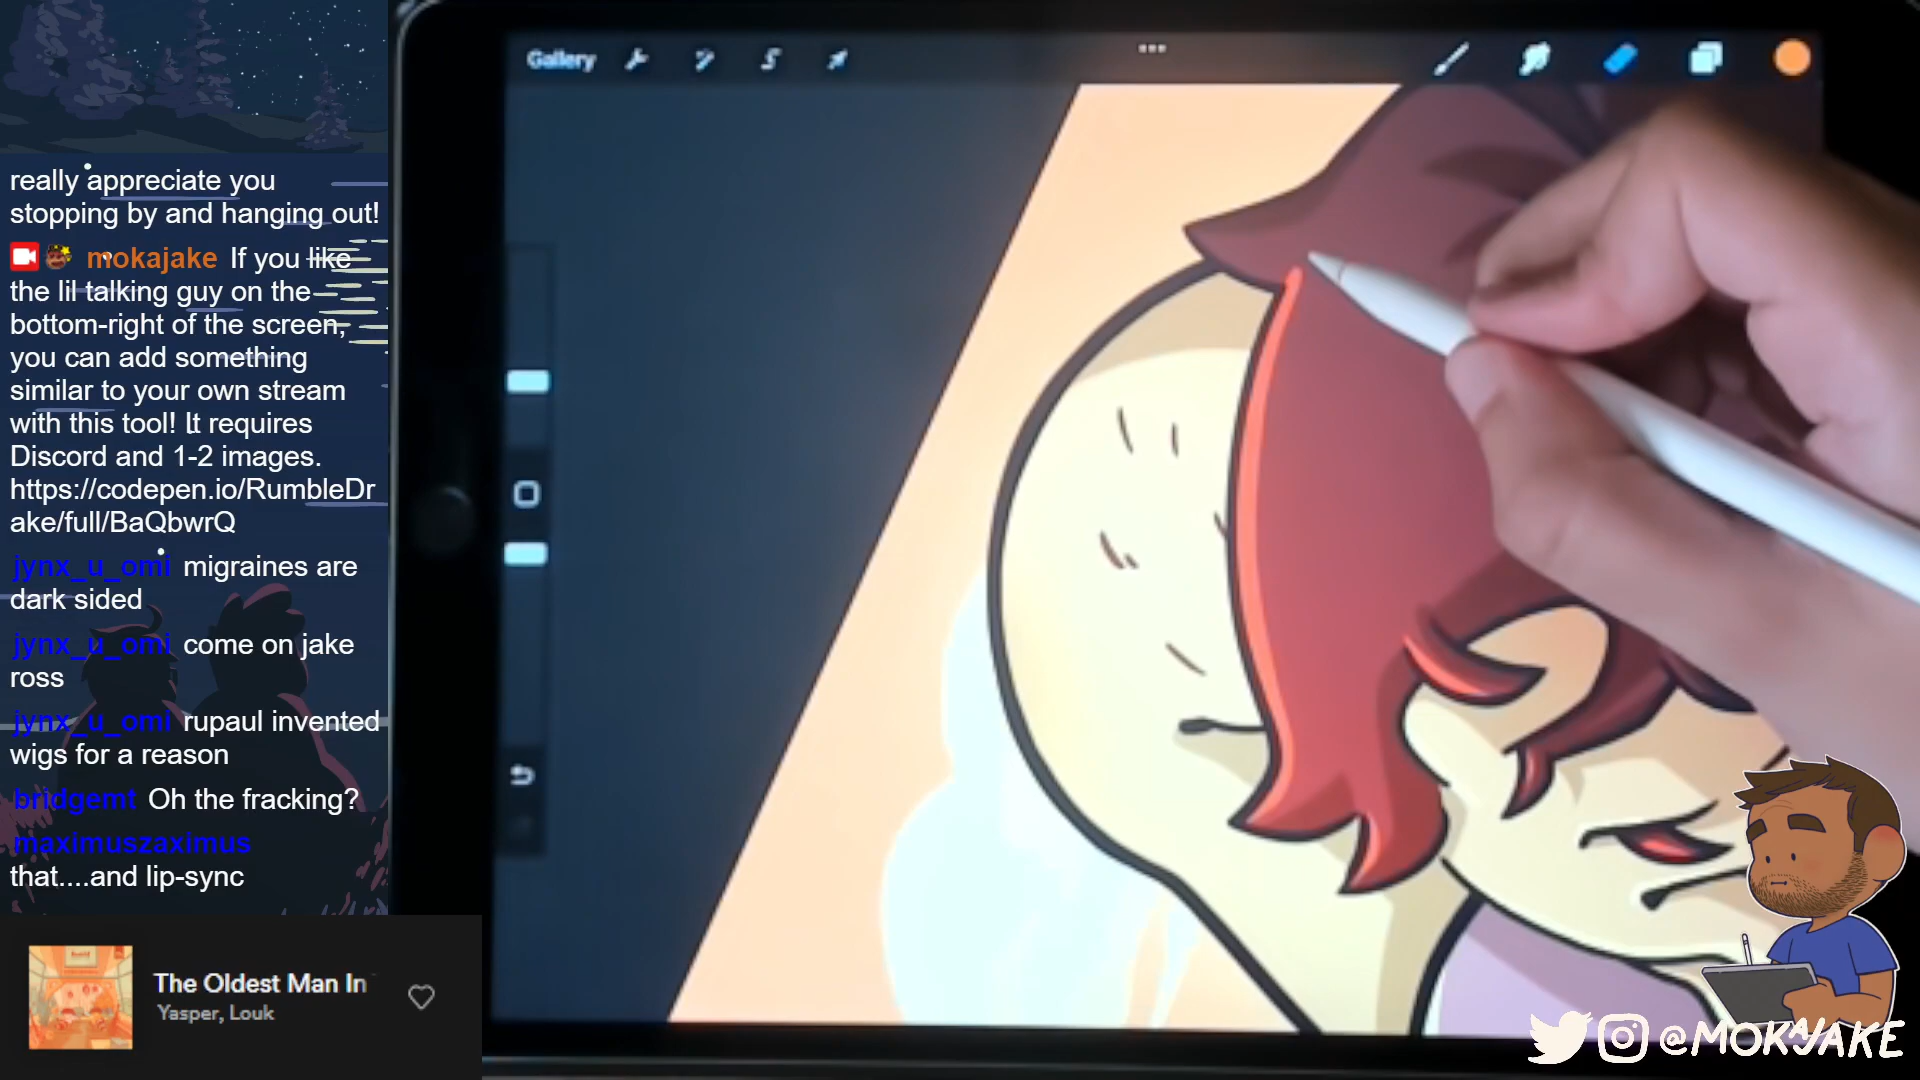 Gallery
really appreciate you
stopping by and hanging out!
mokajake If you like
the lil talking guy on the
bottom-right of the screen,
you can add something
similar to your own stream
with this tool! It requires
Discord and 1-2 images.
https://codepen.io/RumbleDr
ake/full/BaQbwrQ
jynx_u_omi migraines are
dark sided
jynx_u_omi come on jake
ross
jynx_u_omi rupaul invented
wigs for a reason
bridgemt Oh the fracking?
maximuszaximus
that....and lip-sync
The Oldest Man In
Yasper, Louk
@MOKAJAKE